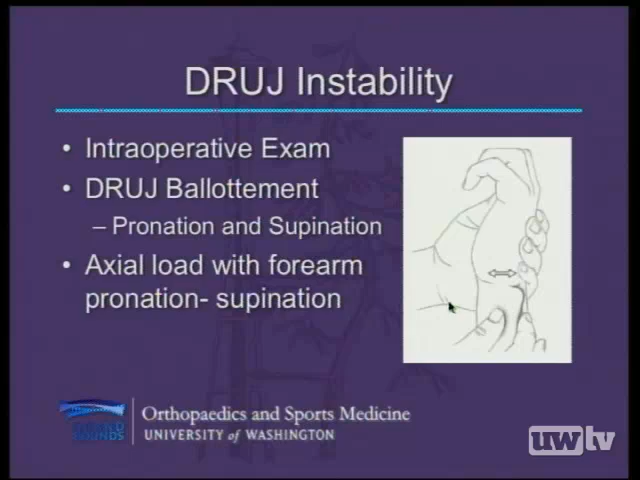 DRUJ Instability
• Intraoperative Exam
• DRUJ Ballottement
– Pronation and Supination
• Axial load with forearm
pronation- supination
Orthopaedics and Sports Medicine
UNIVERSITY of WASHINGTON
uwtv